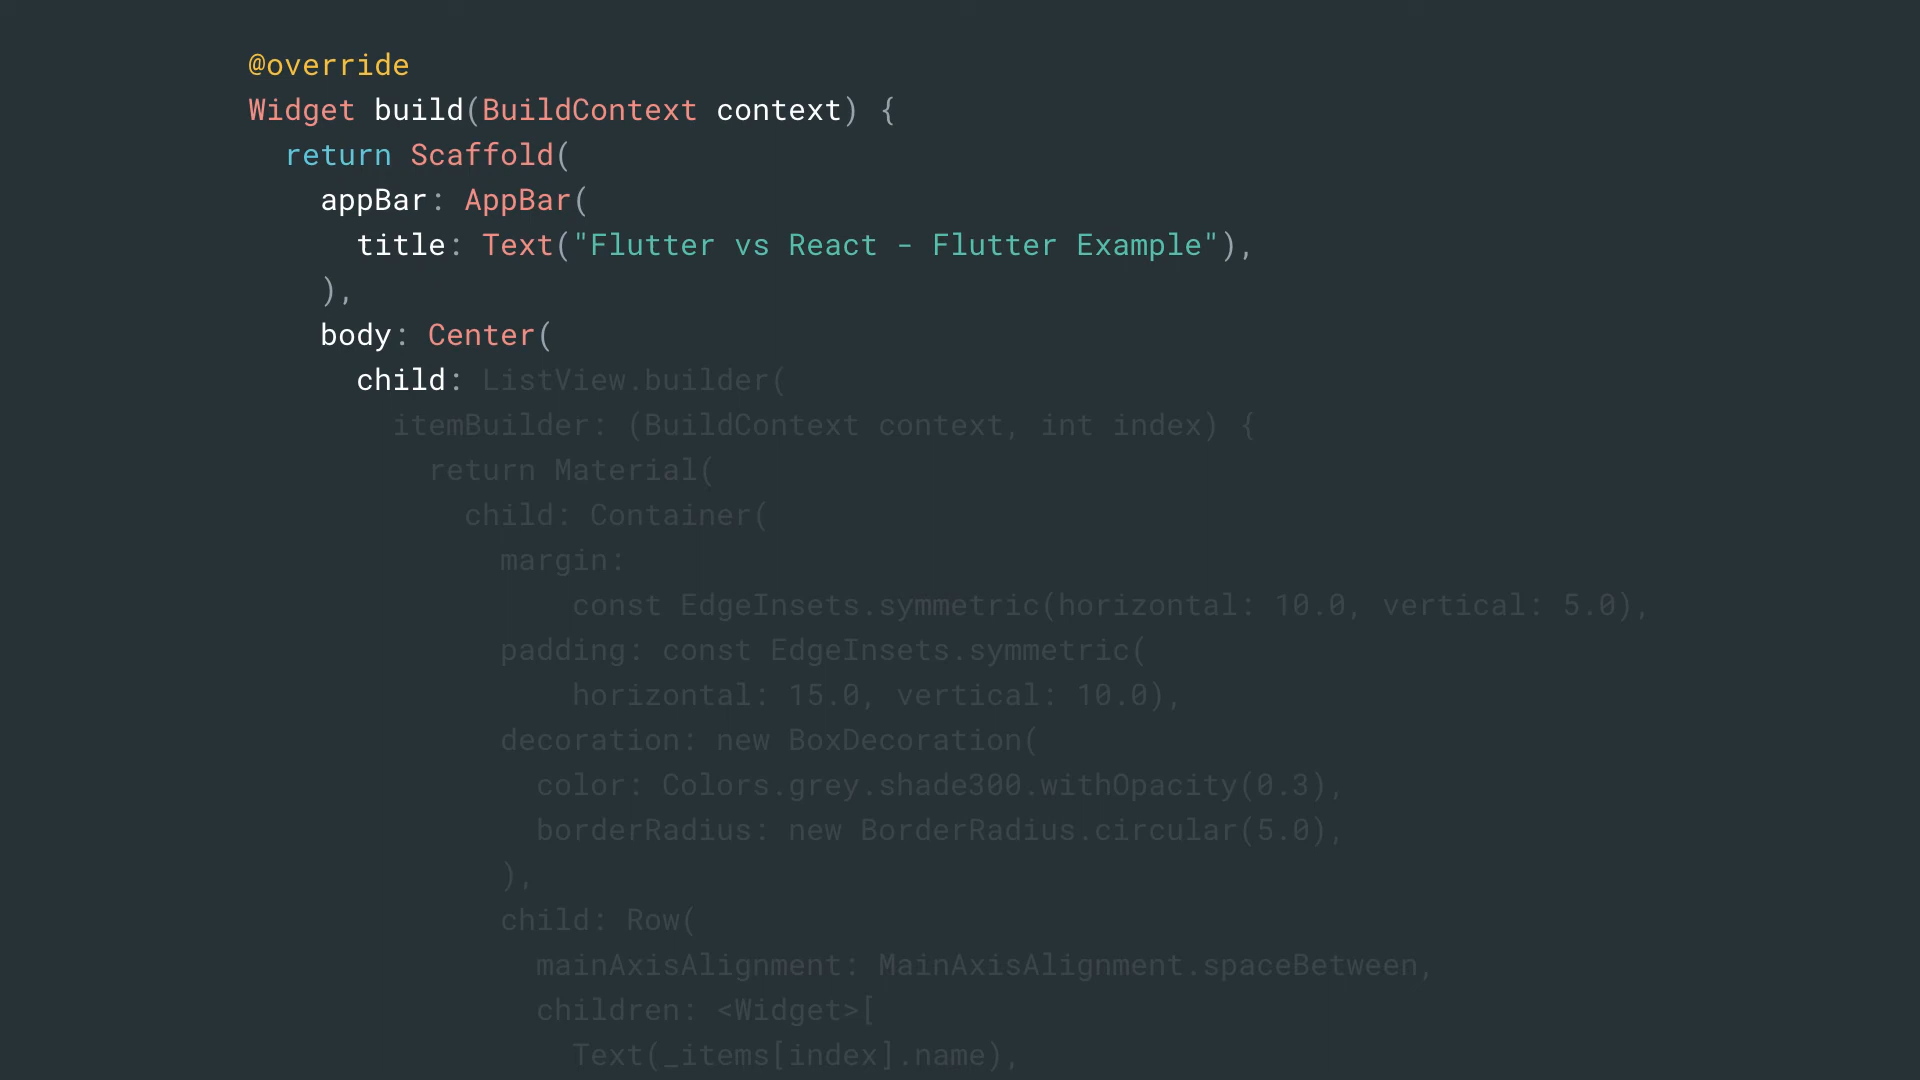 @override
Widget build(BuildContext context) {
  return Scaffold(
    appBar: AppBar(
      title: Text("Flutter vs React - Flutter Example"),
    ),
    body: Center(
      child: ListView.builder(
        itemBuilder: (BuildContext context, int index) {
          return Material(
            child: Container(
              margin:
                  const EdgeInsets.symmetric(horizontal: 10.0, vertical: 5.0),
              padding: const EdgeInsets.symmetric(
                  horizontal: 15.0, vertical: 10.0),
              decoration: new BoxDecoration(
                color: Colors.grey.shade300.withOpacity(0.3),
                borderRadius: new BorderRadius.circular(5.0),
              ),
              child: Row(
                mainAxisAlignment: MainAxisAlignment.spaceBetween,
                children: <Widget>[
                  Text(_items[index].name),